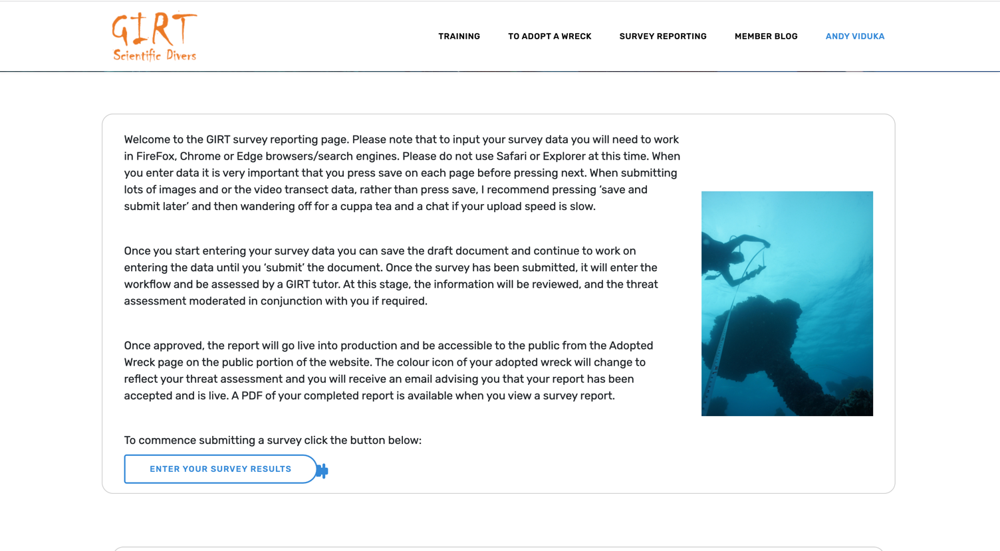 GIRT
Scientific Divers
TRAINING
TO ADOPT A WRECK
SURVEY REPORTING
MEMBER BLOG
ANDY VIDUKA
Welcome to the GIRT survey reporting page. Please note that to input your survey data you will need to work
in FireFox, Chrome or Edge browsers/search engines. Please do not use Safari or Explorer at this time. When
you enter data it is very important that you press save on each page before pressing next. When submitting
lots of images and or the video transect data, rather than press save, I recommend pressing ‘save and
submit later’ and then wandering off for a cuppa tea and a chat if your upload speed is slow.
Once you start entering your survey data you can save the draft document and continue to work on
entering the data until you ‘submit’ the document. Once the survey has been submitted, it will enter the
workflow and be assessed by a GIRT tutor. At this stage, the information will be reviewed, and the threat
assessment moderated in conjunction with you if required.
Once approved, the report will go live into production and be accessible to the public from the Adopted
Wreck page on the public portion of the website. The colour icon of your adopted wreck will change to
reflect your threat assessment and you will receive an email advising you that your report has been
accepted and is live. A PDF of your completed report is available when you view a survey report.
To commence submitting a survey click the button below:
ENTER YOUR SURVEY RESULTS